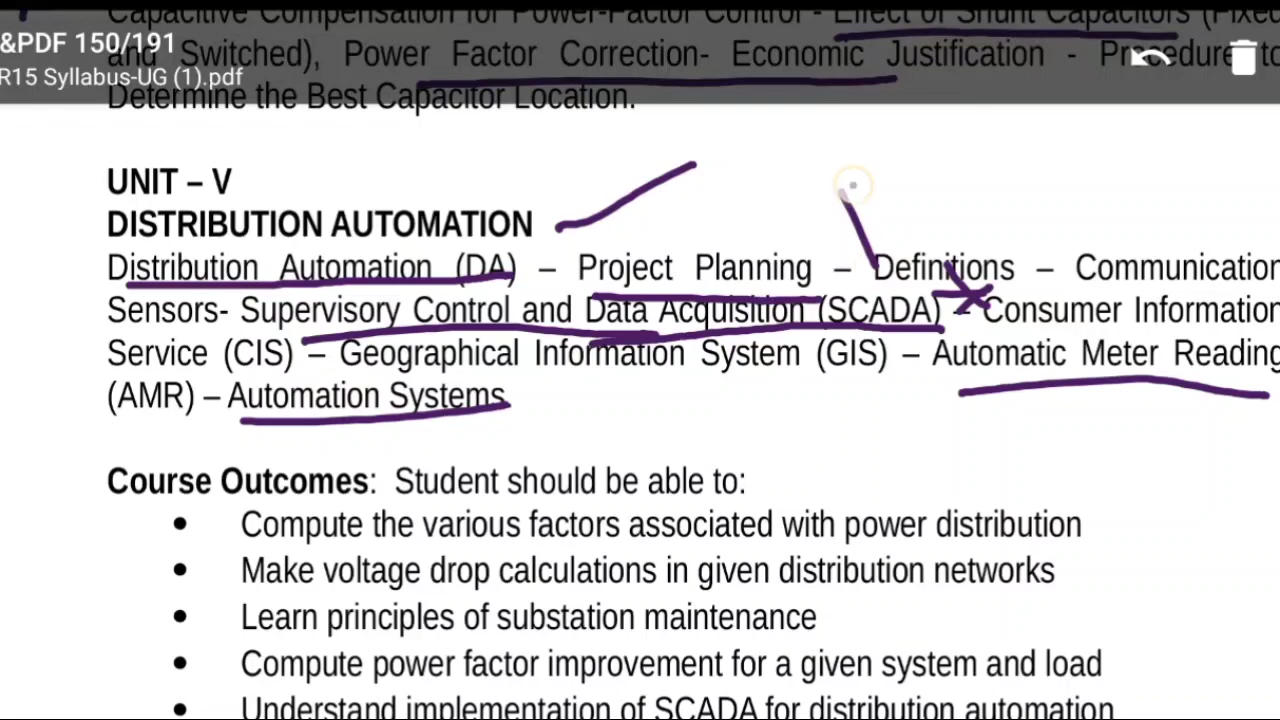 Capacitive Compensation for Power-Factor Control - Effect of Shunt Capacitors (Fixed
&PDF 150/191
and Switched), Power Factor Correction- Economic Justification - Procedure to
R15 Syllabus-UG (1).pdf
Determine the Best Capacitor Location.
UNIT – V
DISTRIBUTION AUTOMATION
Distribution Automation (DA) – Project Planning – Definitions – Communication
Sensors- Supervisory Control and Data Acquisition (SCADA) – Consumer Information
Service (CIS) – Geographical Information System (GIS) – Automatic Meter Reading
(AMR) – Automation Systems
Course Outcomes: Student should be able to:
• Compute the various factors associated with power distribution
• Make voltage drop calculations in given distribution networks
• Learn principles of substation maintenance
• Compute power factor improvement for a given system and load
• Understand implementation of SCADA for distribution automation